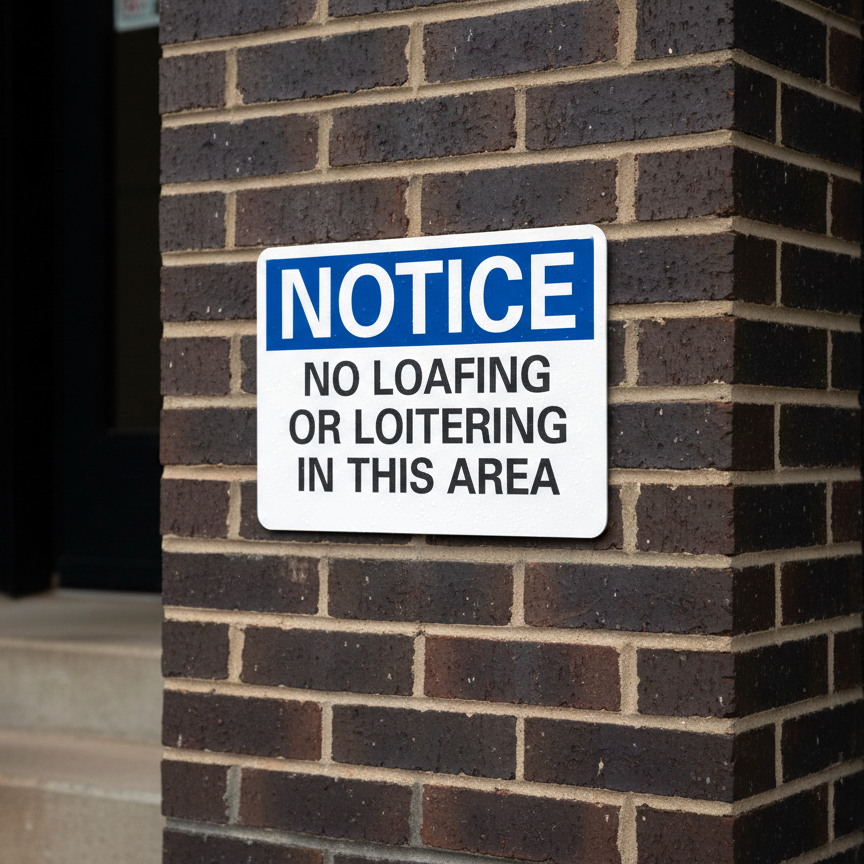 NOTICE
NO LOAFING
OR LOITERING
IN THIS AREA